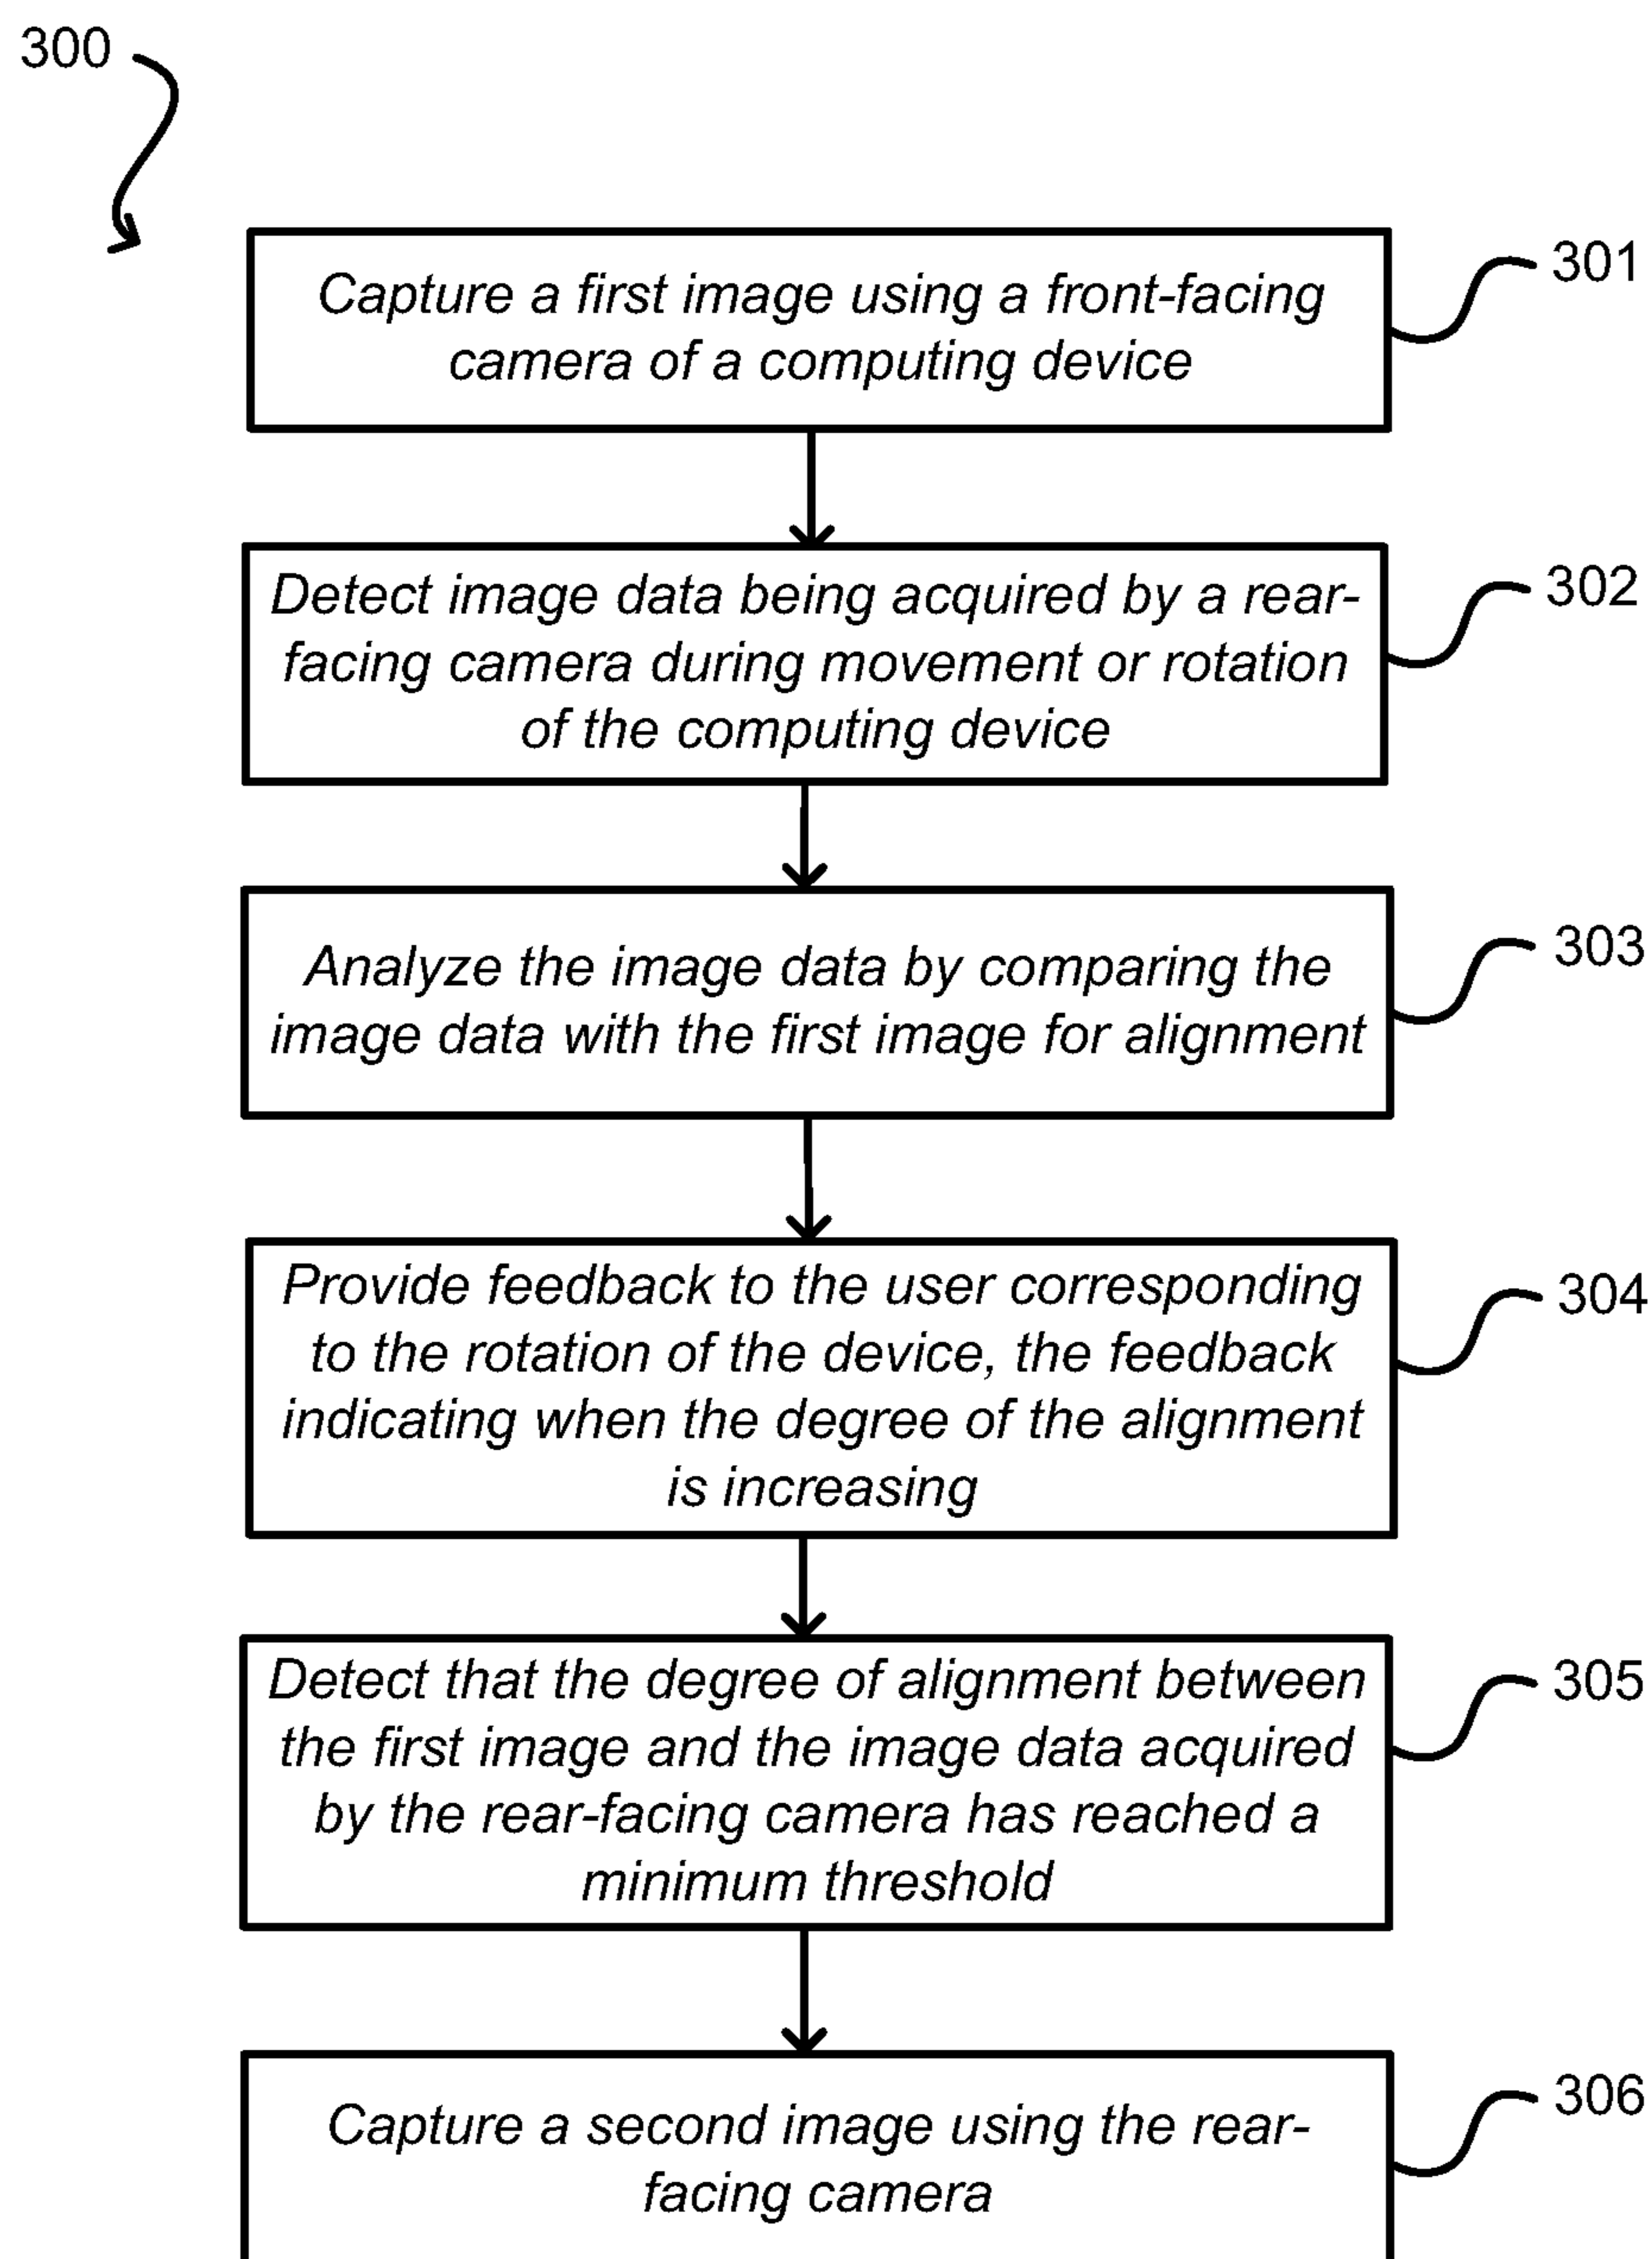 300
301
Capture a first image using a front-facing
camera of a computing device
302
Detect image data being acquired by a rear-
facing camera during movement or rotation
of the computing device
303
Analyze the image data by comparing the
image data with the first image for alignment
304
Provide feedback to the user corresponding
to the rotation of the device, the feedback
indicating when the degree of the alignment
is increasing
305
Detect that the degree of alignment between
the first image and the image data acquired
by the rear-facing camera has reached a
minimum threshold
306
Capture a second image using the rear-
facing camera